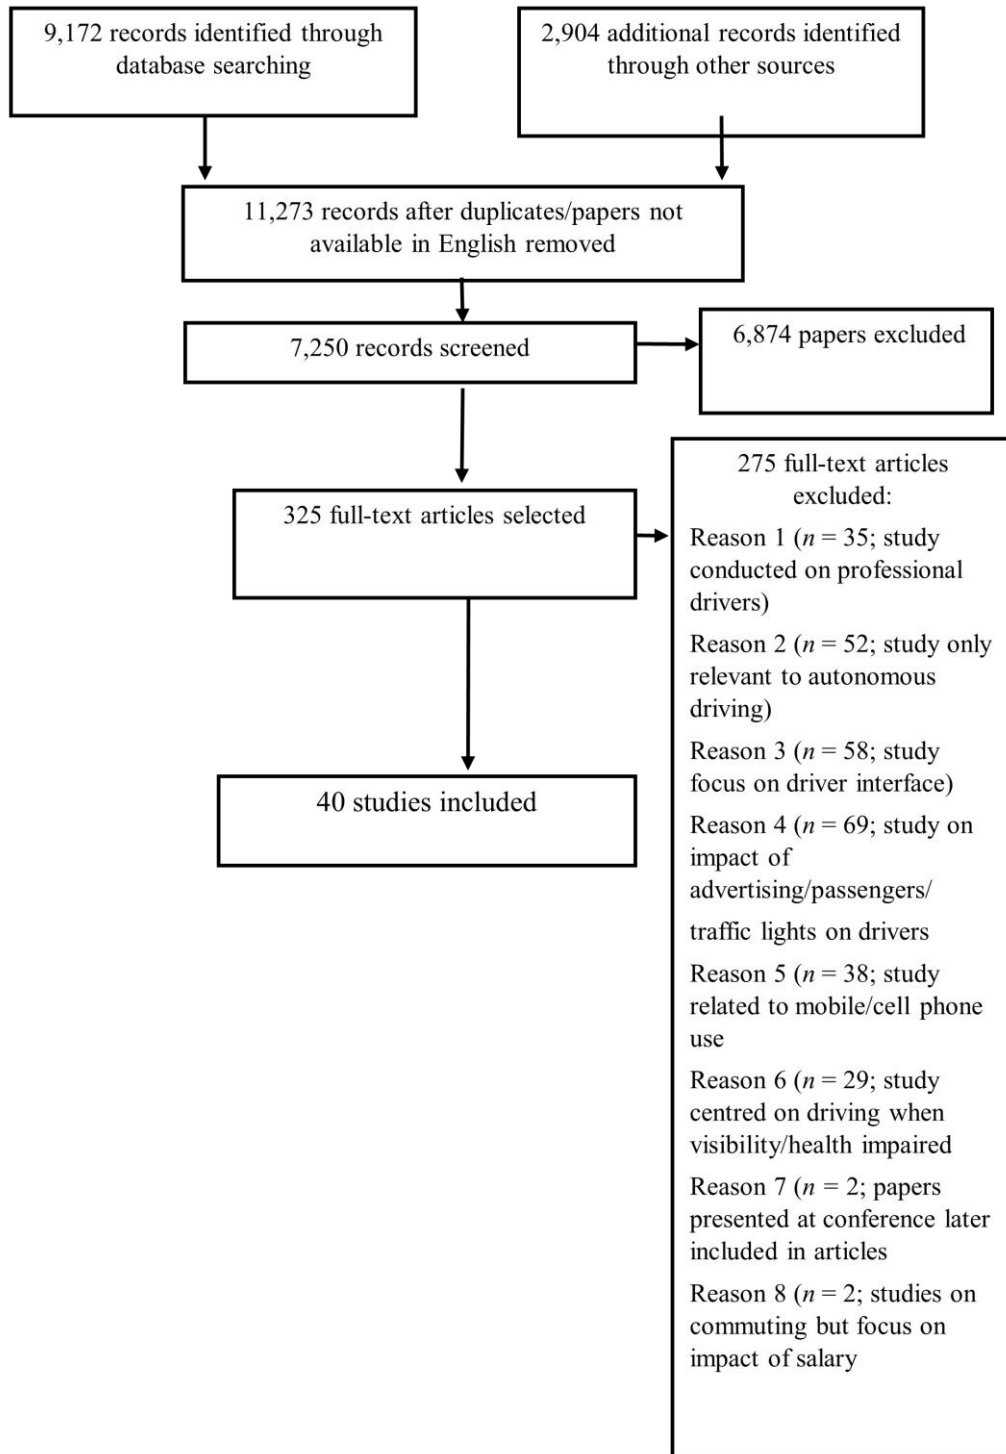 9,172 records identified through
database searching
2,904 additional records identified
through other sources
11,273 records after duplicates/papers not
available in English removed
7,250 records screened
6,874 papers excluded
325 full-text articles selected
275 full-text articles
excluded:
Reason 1 (n = 35; study
conducted on professional
drivers)
Reason 2 (n = 52; study only
relevant to autonomous
driving)
Reason 3 (n = 58; study
focus on driver interface)
Reason 4 (n = 69; study on
impact of
advertising/passengers/
traffic lights on drivers
Reason 5 (n = 38; study
related to mobile/cell phone
use
Reason 6 (n = 29; study
centred on driving when
visibility/health impaired
Reason 7 (n = 2; papers
presented at conference later
included in articles
Reason 8 (n = 2; studies on
commuting but focus on
impact of salary
40 studies included